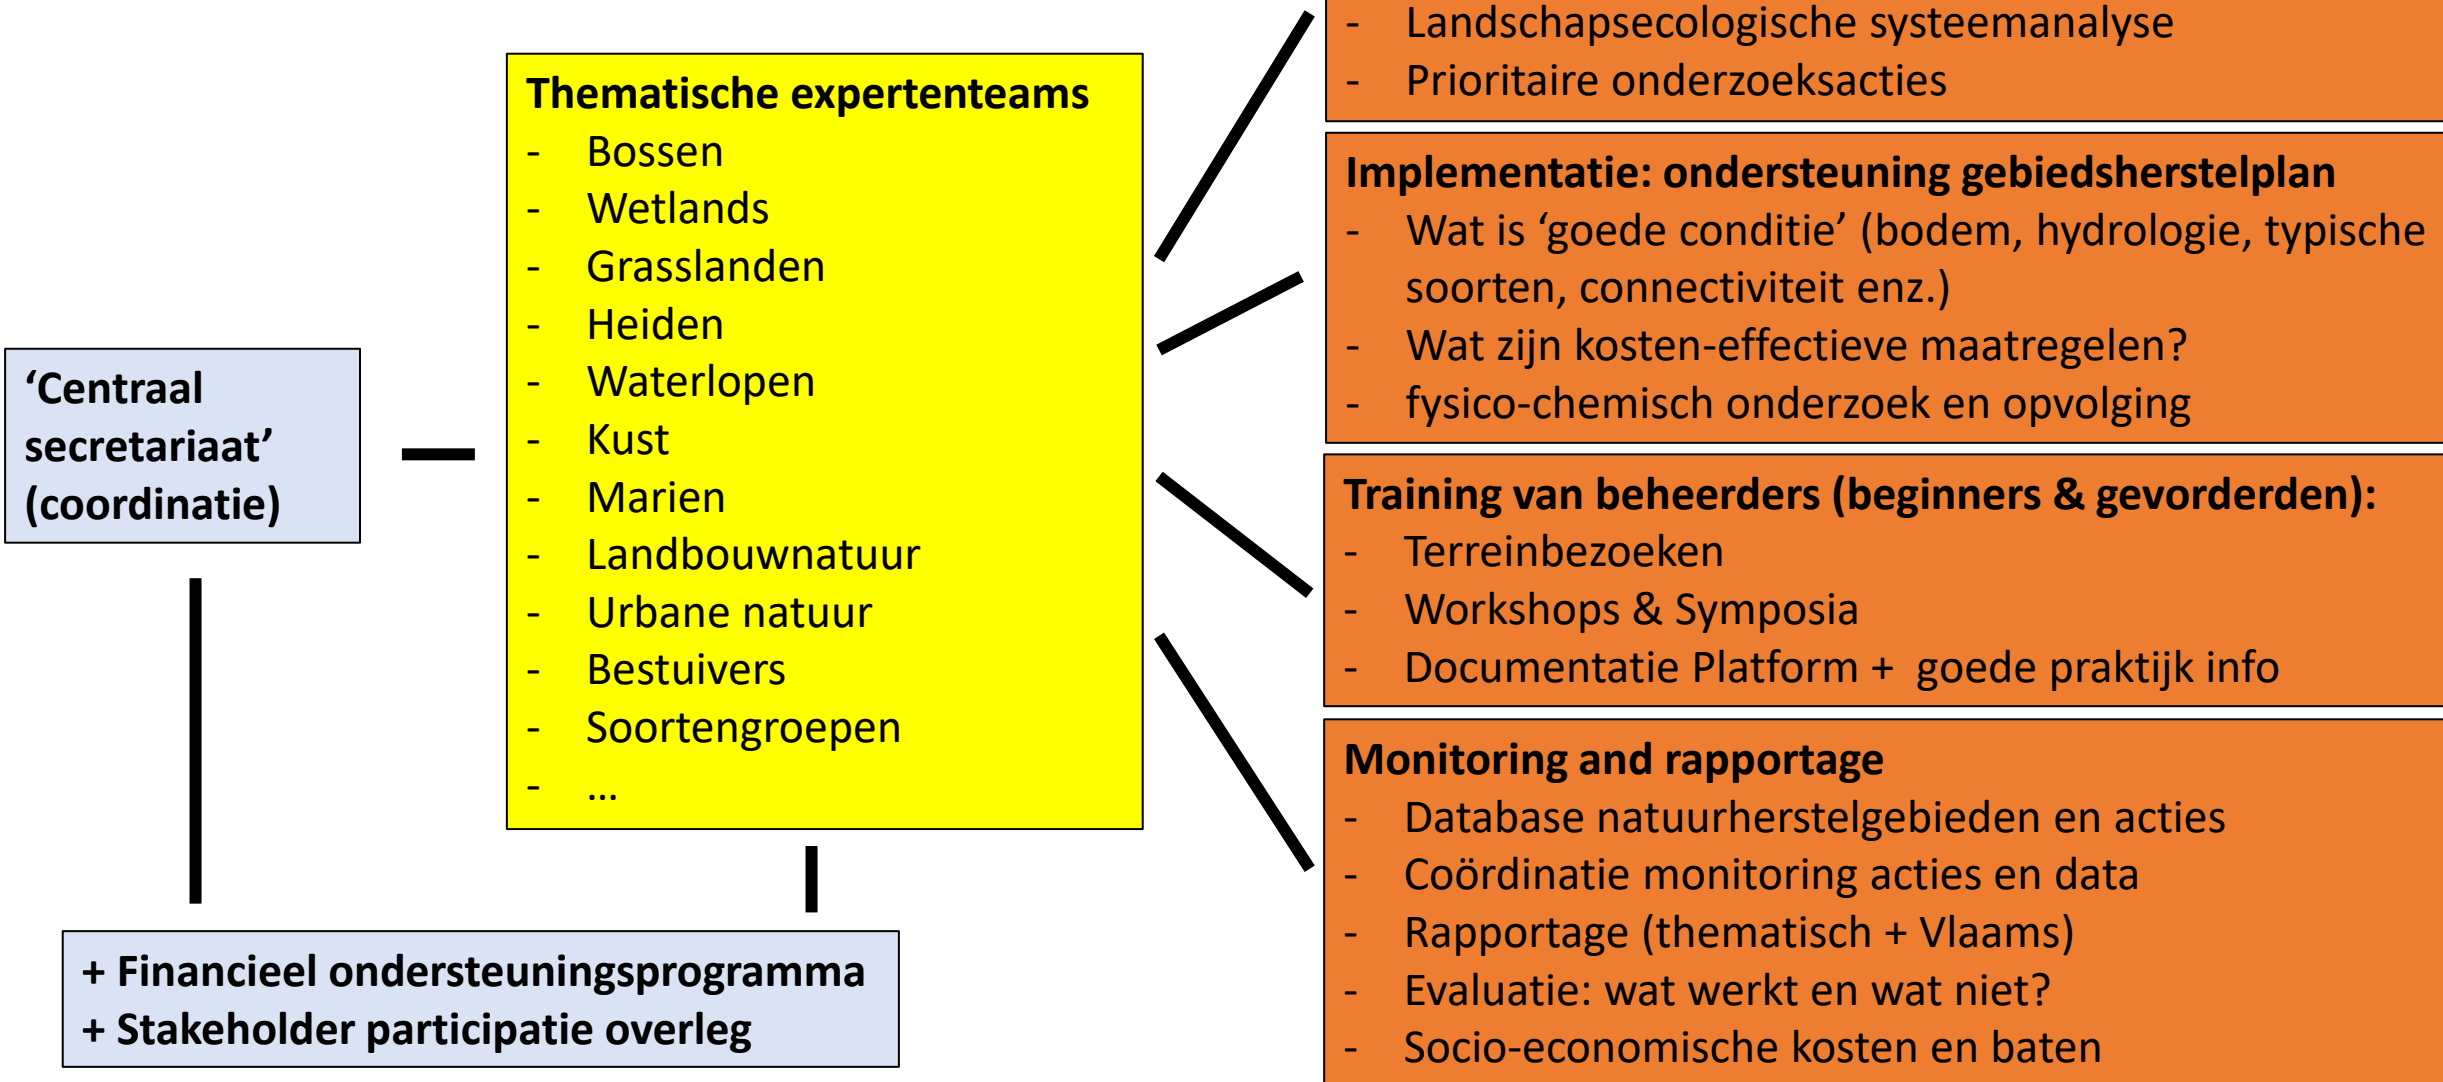 ‘Centraal
secretariaat’
(coordinatie)
Thematische expertenteams
- Bossen
- Wetlands
- Grasslanden
- Heiden
- Waterlopen
- Kust
- Marien
- Landbouwnatuur
- Urbane natuur
- Bestuivers
- Soortengroepen
- ...
+ Financieel ondersteuningsprogramma
+ Stakeholder participatie overleg
- Landschapsecologische systeemanalyse
- Prioritaire onderzoeksacties
Implementatie: ondersteuning gebiedsherstelplan
- Wat is ‘goede conditie’ (bodem, hydrologie, typische
soorten, connectiviteit enz.)
- Wat zijn kosten-effectieve maatregelen?
- fysico-chemisch onderzoek en opvolging
Training van beheerders (beginners & gevorderden):
- Terreinbezoeken
- Workshops & Symposia
- Documentatie Platform + goede praktijk info
Monitoring and rapportage
- Database natuurherstelgebieden en acties
- Coördinatie monitoring acties en data
- Rapportage (thematisch + Vlaams)
- Evaluatie: wat werkt en wat niet?
- Socio-economische kosten en baten